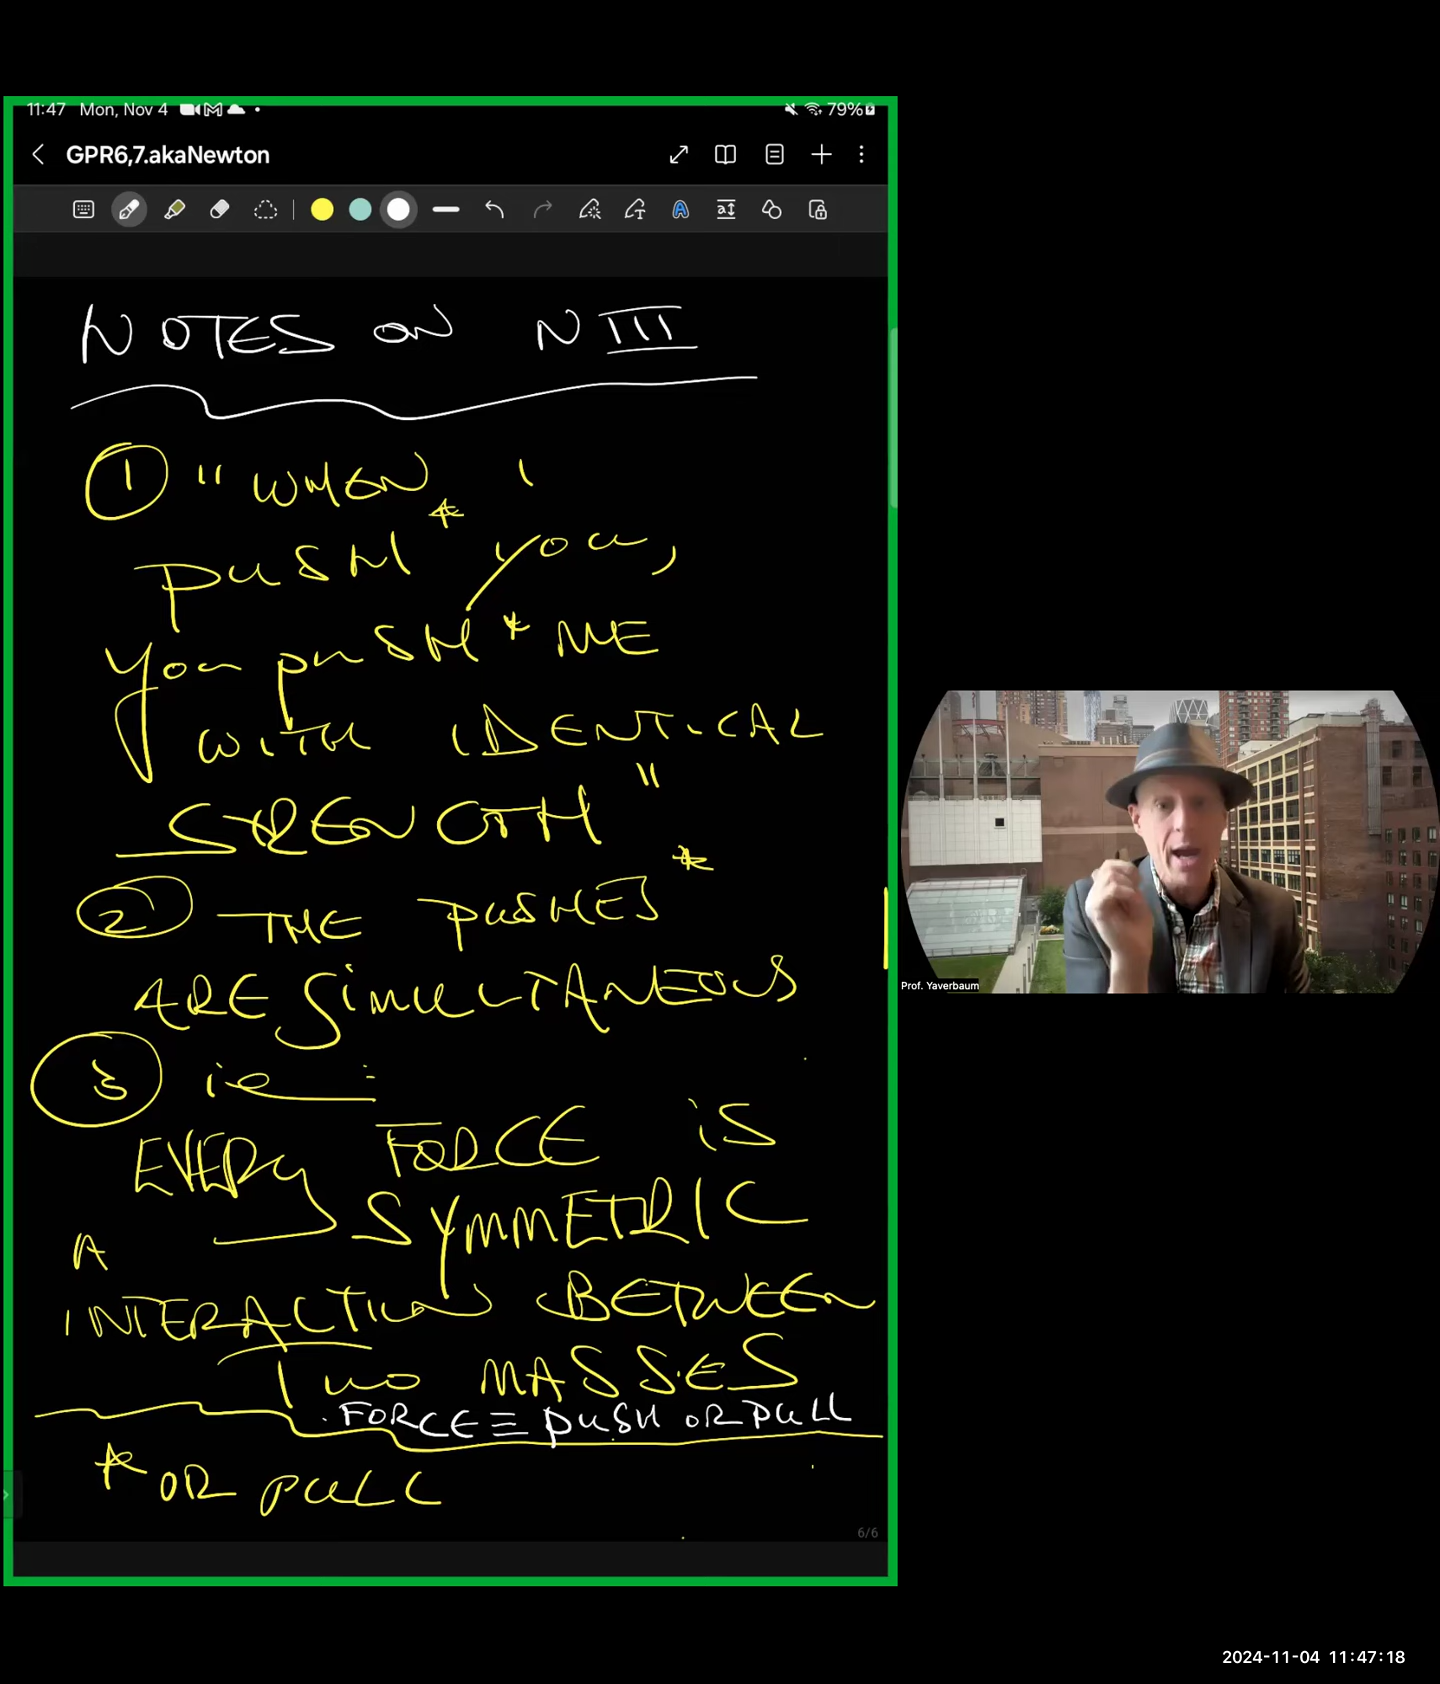 11:47 Mon, Nov 4 79%
GPR6,7.akaNewton
NOTES ON N III
① "WHEN I
PUSH* YOU,
YOU PUSH* ME
WITH IDENTICAL
STRENGTH"
② THE PUSHES*
ARE SIMULTANEOUS
③ ie :
EVERY FORCE IS
A SYMMETRIC
INTERACTION BETWEEN
TWO MASSES
FORCE ≡ PUSH OR PULL
* OR PULL
6/6
Prof. Yaverbaum
2024-11-04 11:47:18